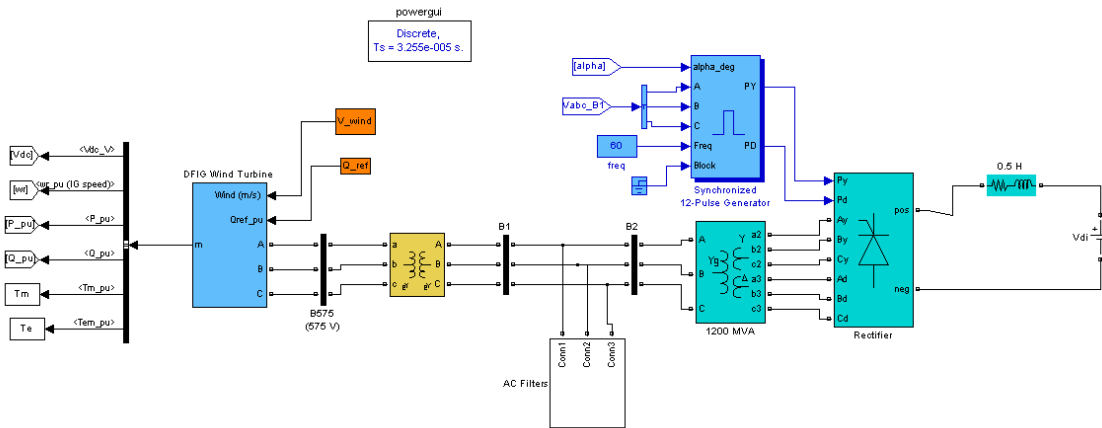 powergui
Discrete,
Ts = 3.255e-005 s.
[alpha]
alpha_deg
A
PY
Vabc_B1
B
C
60
Freq
PD
freq
Block
Synchronized
12-Pulse Generator
V_wind
Q_ref
[Vdc]
<Vdc_V>
[wr]
<wr_pu (IG speed)>
[P_pu]
<P_pu>
[Q_pu]
<Q_pu>
Tm
<Tm_pu>
Te
<Tem_pu>
DFIG Wind Turbine
Wind (m/s)
Qref_pu
m
A
B
C
B575
(575 V)
a
A
b
B
c
C
B1
B2
Conn1
Conn2
Conn3
AC Filters
A
Y
a2
b2
Yg
c2
B
Δ
a3
b3
C
c3
1200 MVA
Py
Pd
Ay
By
Cy
Ad
Bd
Cd
pos
neg
Rectifier
0.5 H
Vdi
+